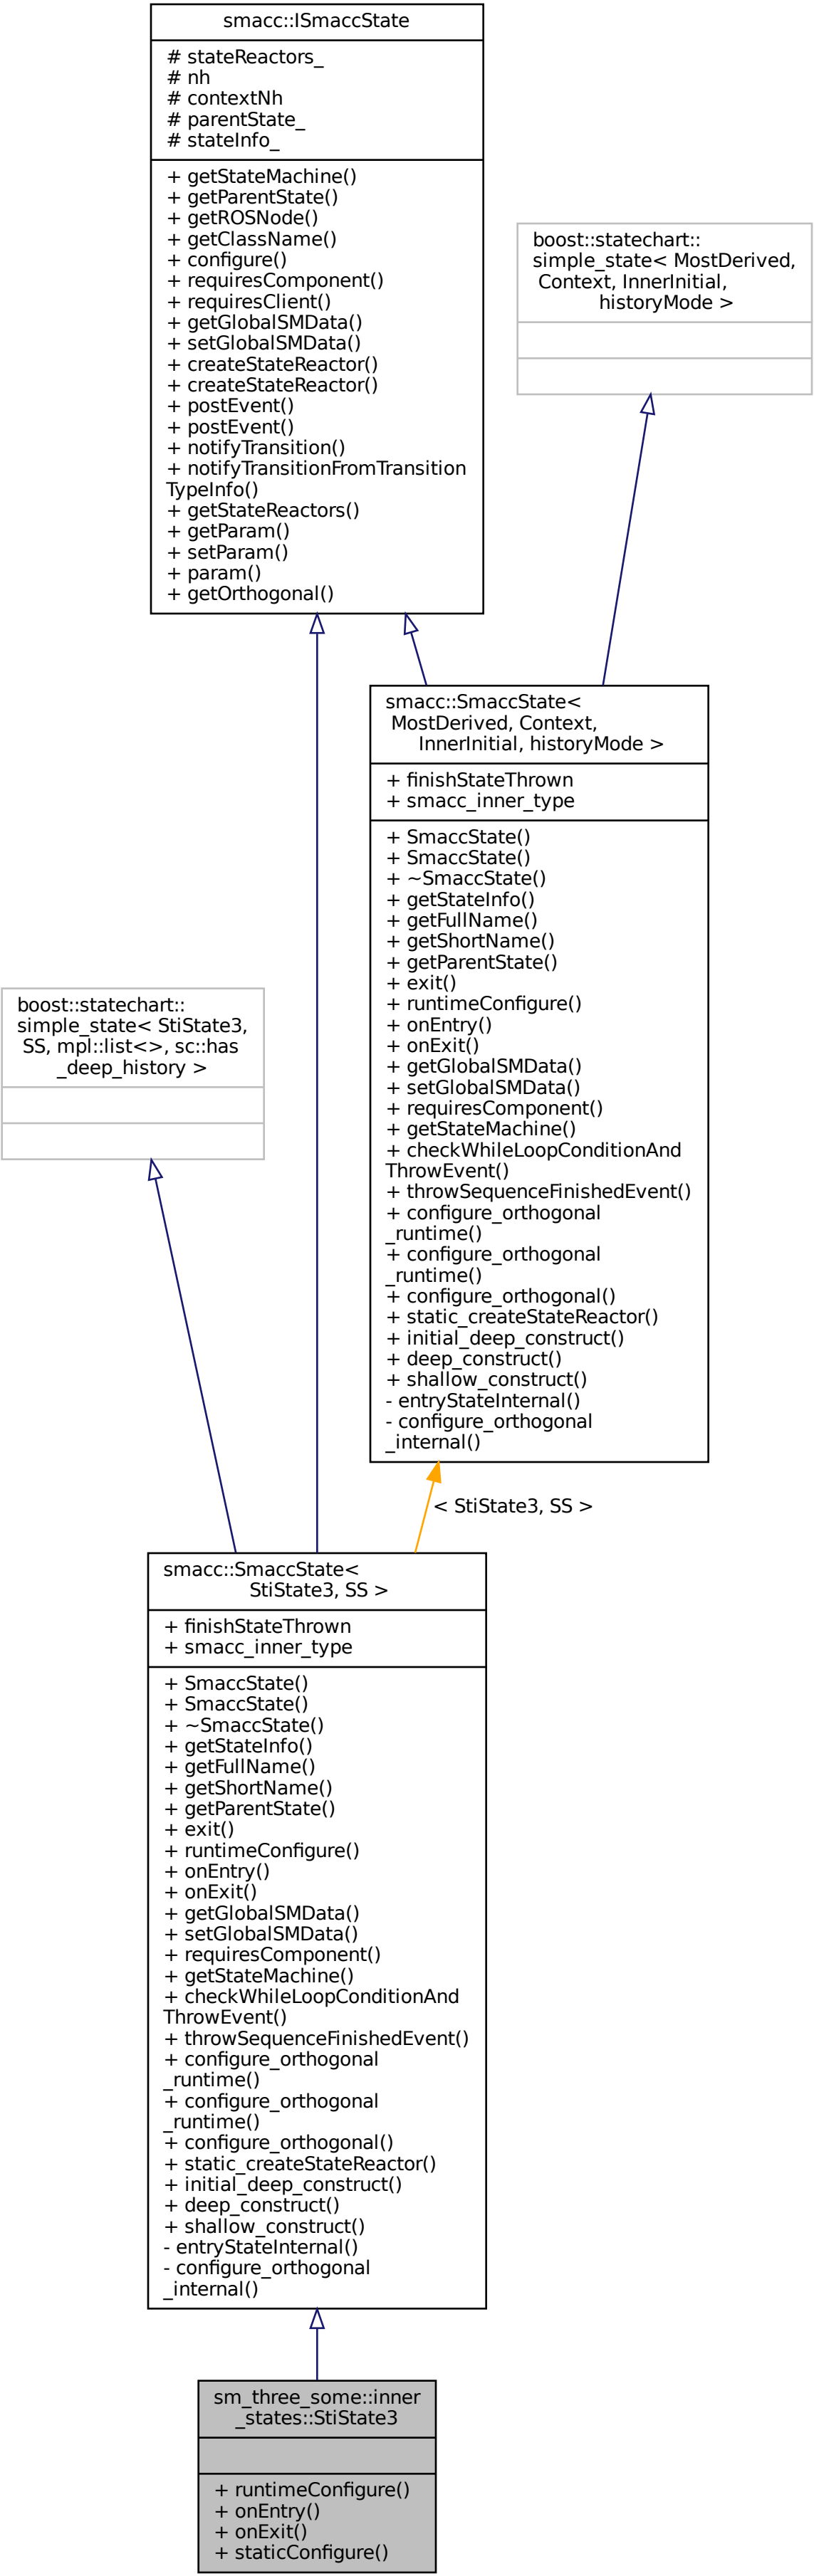 smacc::ISmaccState
# stateReactors_
# nh
# contextNh
# parentState_
# stateInfo_
+ getStateMachine()
+ getParentState()
+ getROSNode()
+ getClassName()
+ configure()
+ requiresComponent()
+ requiresClient()
+ getGlobalSMData()
+ setGlobalSMData()
+ createStateReactor()
+ createStateReactor()
+ postEvent()
+ postEvent()
+ notifyTransition()
+ notifyTransitionFromTransition
TypeInfo()
+ getStateReactors()
+ getParam()
+ setParam()
+ param()
+ getOrthogonal()
boost::statechart::
simple_state< MostDerived,
Context, InnerInitial,
historyMode >
smacc::SmaccState<
MostDerived, Context,
InnerInitial, historyMode >
+ finishStateThrown
+ smacc_inner_type
+ SmaccState()
+ SmaccState()
+ ~SmaccState()
+ getStateInfo()
+ getFullName()
+ getShortName()
+ getParentState()
+ exit()
+ runtimeConfigure()
+ onEntry()
+ onExit()
+ getGlobalSMData()
+ setGlobalSMData()
+ requiresComponent()
+ getStateMachine()
+ checkWhileLoopConditionAnd
ThrowEvent()
+ throwSequenceFinishedEvent()
+ configure_orthogonal
_runtime()
+ configure_orthogonal
_runtime()
+ configure_orthogonal()
+ static_createStateReactor()
+ initial_deep_construct()
+ deep_construct()
+ shallow_construct()
- entryStateInternal()
- configure_orthogonal
_internal()
boost::statechart::
simple_state< StiState3,
SS, mpl::list<>, sc::has
_deep_history >
< StiState3, SS >
smacc::SmaccState<
StiState3, SS >
+ finishStateThrown
+ smacc_inner_type
+ SmaccState()
+ SmaccState()
+ ~SmaccState()
+ getStateInfo()
+ getFullName()
+ getShortName()
+ getParentState()
+ exit()
+ runtimeConfigure()
+ onEntry()
+ onExit()
+ getGlobalSMData()
+ setGlobalSMData()
+ requiresComponent()
+ getStateMachine()
+ checkWhileLoopConditionAnd
ThrowEvent()
+ throwSequenceFinishedEvent()
+ configure_orthogonal
_runtime()
+ configure_orthogonal
_runtime()
+ configure_orthogonal()
+ static_createStateReactor()
+ initial_deep_construct()
+ deep_construct()
+ shallow_construct()
- entryStateInternal()
- configure_orthogonal
_internal()
sm_three_some::inner
_states::StiState3
+ runtimeConfigure()
+ onEntry()
+ onExit()
+ staticConfigure()